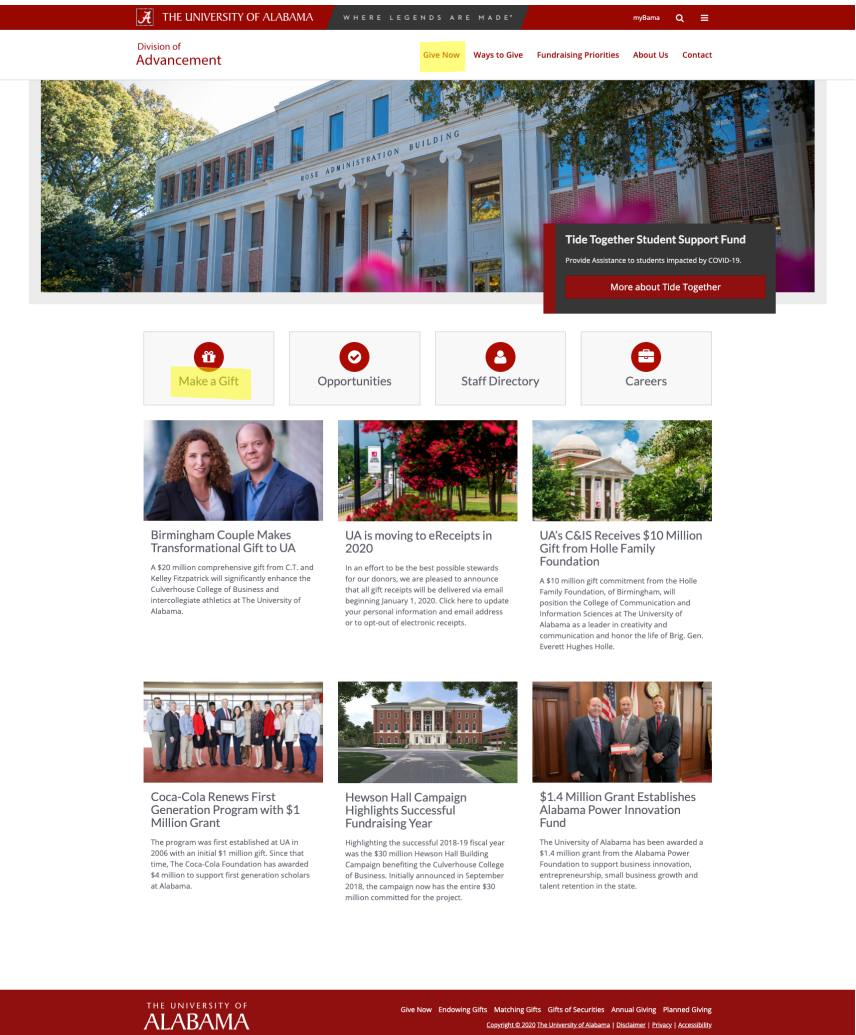 THE UNIVERSITY OF ALABAMA
WHERE LEGENDS ARE MADE®
myBama
Division of
Advancement
Give Now Ways to Give Fundraising Priorities About Us Contact
ROSE ADMINISTRATION BUILDING
Tide Together Student Support Fund
Provide Assistance to students impacted by COVID-19.
More about Tide Together
Make a Gift
Opportunities
Staff Directory
Careers
Birmingham Couple Makes
Transformational Gift to UA
A $20 million comprehensive gift from C.T. and
Kelley Fitzpatrick will significantly enhance the
Culverhouse College of Business and
intercollegiate athletics at The University of
Alabama.
UA is moving to eReceipts in
2020
In an effort to be the best possible stewards
for our donors, we are pleased to announce
that all gift receipts will be delivered via email
beginning January 1, 2020. Click here to update
your personal information and email address
or to opt-out of electronic receipts.
UA's C&IS Receives $10 Million
Gift from Holle Family
Foundation
A $10 million gift commitment from the Holle
Family Foundation, of Birmingham, will
position the College of Communication and
Information Sciences at The University of
Alabama as a leader in creativity and
communication and honor the life of Brig. Gen.
Everett Hughes Holle.
Coca-Cola Renews First
Generation Program with $1
Million Grant
The program was first established at UA in
2006 with an initial $1 million gift. Since that
time, The Coca-Cola Foundation has awarded
$4 million to support first generation scholars
at Alabama.
Hewson Hall Campaign
Highlights Successful
Fundraising Year
Highlighting the successful 2018-19 fiscal year
was the $30 million Hewson Hall Building
Campaign benefiting the Culverhouse College
of Business. Initially announced in September
2018, the campaign now has the entire $30
million committed for the project.
$1.4 Million Grant Establishes
Alabama Power Innovation
Fund
The University of Alabama has been awarded a
$1.4 million grant from the Alabama Power
Foundation to support business innovation,
entrepreneurship, small business growth and
talent retention in the state.
THE UNIVERSITY OF
ALABAMA
Give Now Endowing Gifts Matching Gifts Gifts of Securities Annual Giving Planned Giving
Copyright © 2020 The University of Alabama | Disclaimer | Privacy | Accessibility